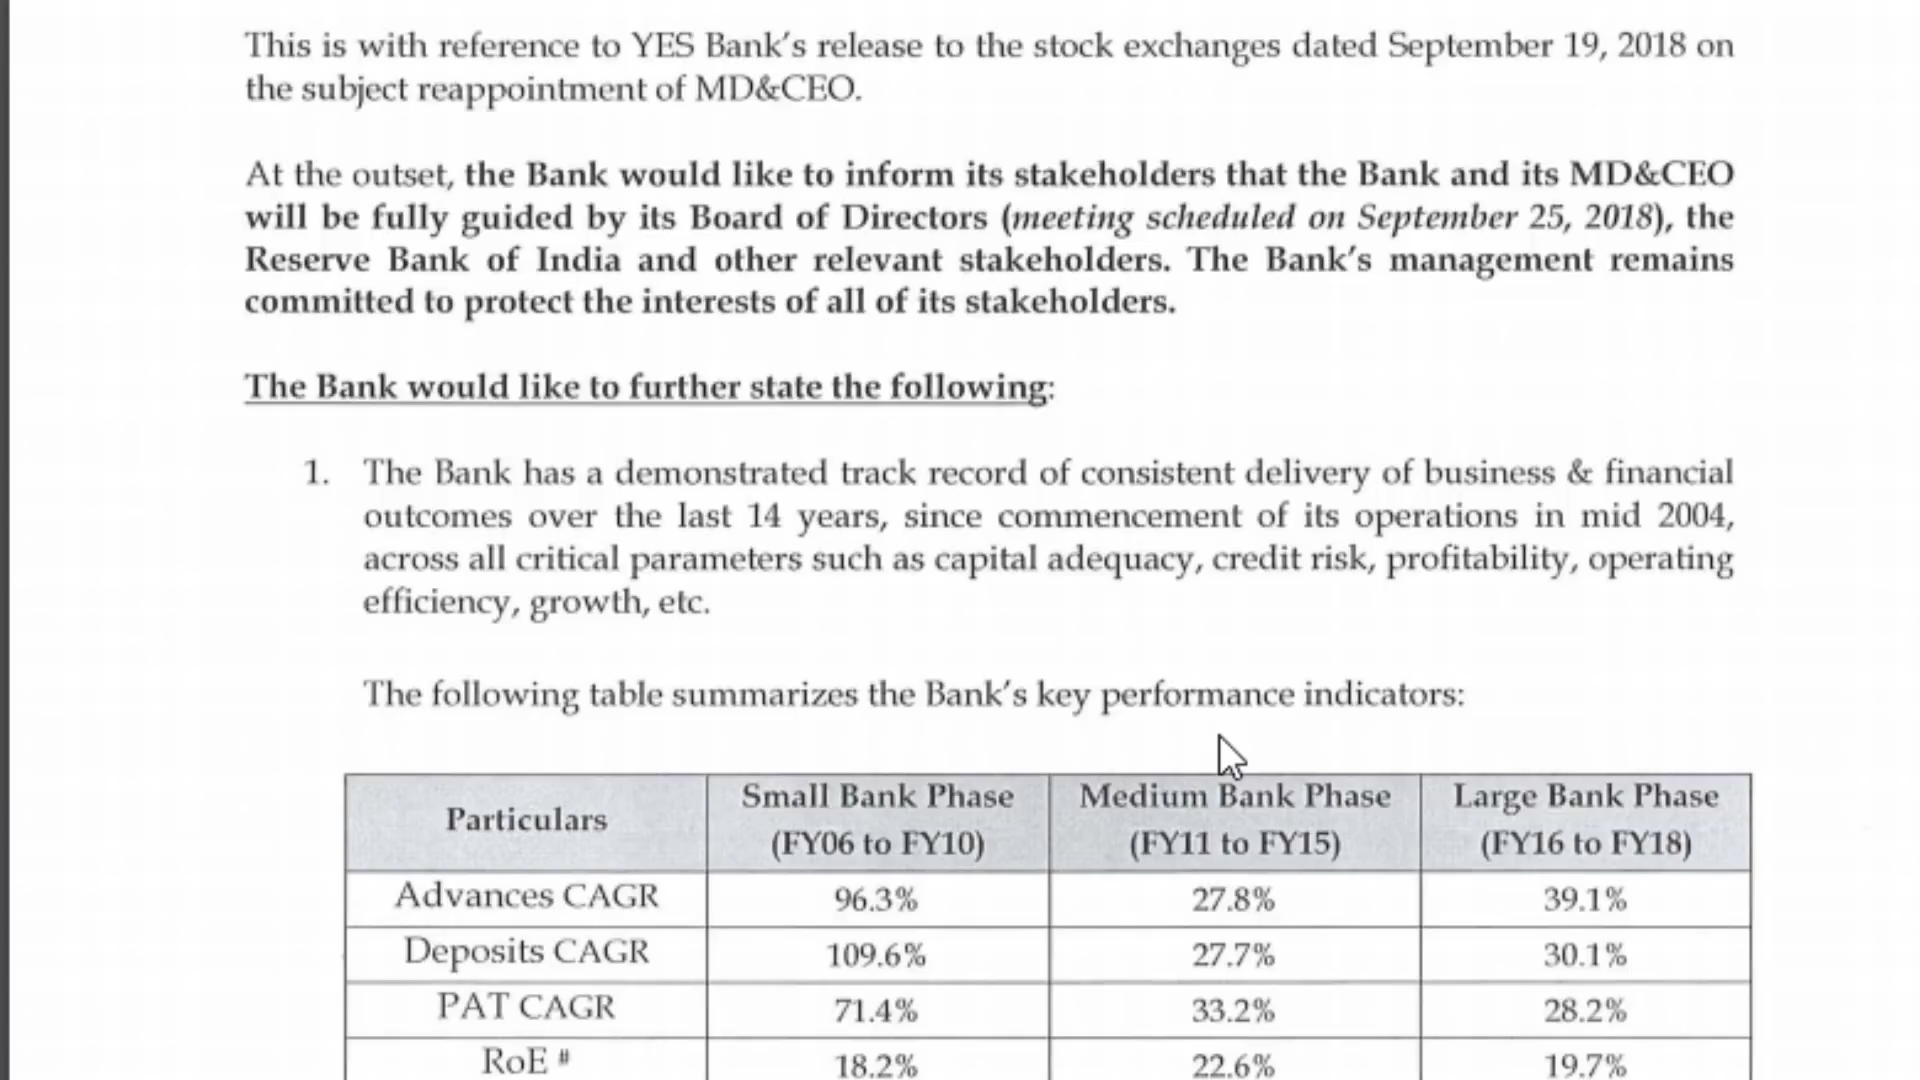 This is with reference to YES Bank's release to the stock exchanges dated September 19, 2018 on
the subject reappointment of MD&CEO.
At the outset, the Bank would like to inform its stakeholders that the Bank and its MD&CEO
will be fully guided by its Board of Directors (meeting scheduled on September 25, 2018), the
Reserve Bank of India and other relevant stakeholders. The Bank's management remains
committed to protect the interests of all of its stakeholders.
The Bank would like to further state the following:
1. The Bank has a demonstrated track record of consistent delivery of business & financial
outcomes over the last 14 years, since commencement of its operations in mid 2004,
across all critical parameters such as capital adequacy, credit risk, profitability, operating
efficiency, growth, etc.
The following table summarizes the Bank's key performance indicators:
Particulars Small Bank Phase (FY06 to FY10) Medium Bank Phase (FY11 to FY15) Large Bank Phase (FY16 to FY18)
Advances CAGR 96.3% 27.8% 39.1%
Deposits CAGR 109.6% 27.7% 30.1%
PAT CAGR 71.4% 33.2% 28.2%
RoE # 18.2% 22.6% 19.7%